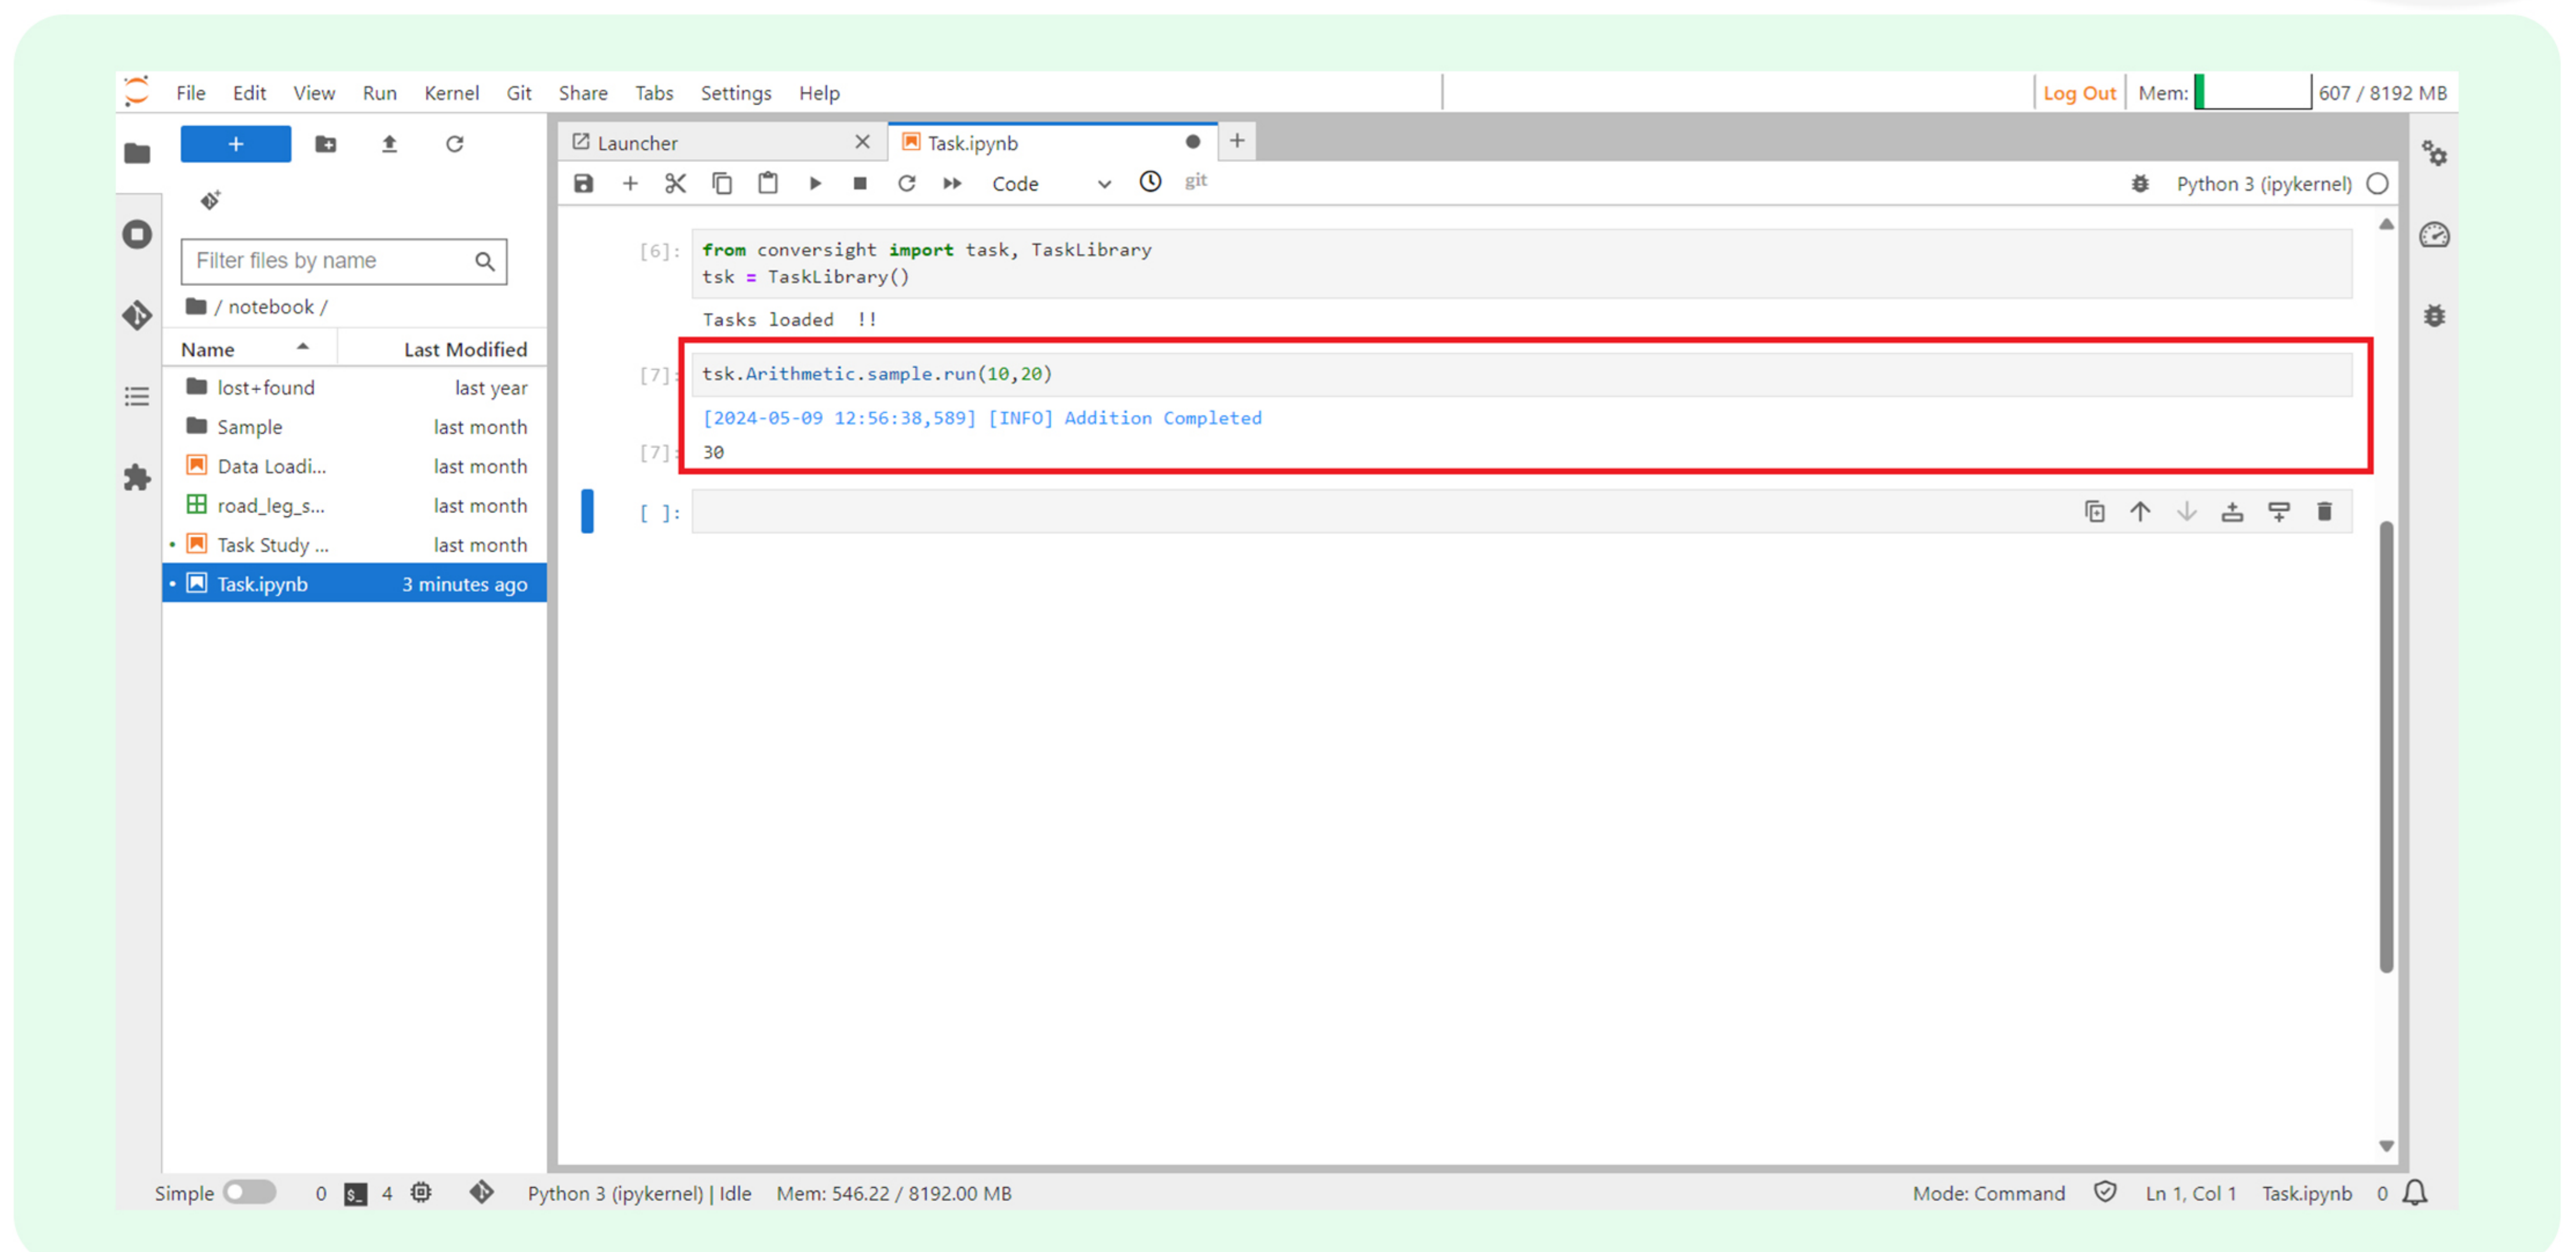 File Edit View Run Kernel Git Share Tabs Settings Help
Log Out Mem: 607 / 8192 MB
+
Filter files by name
/ notebook /
Name Last Modified
lost+found last year
Sample last month
Data Loadi... last month
road_leg_s... last month
Task Study ... last month
Task.ipynb 3 minutes ago
Launcher Task.ipynb
Code git Python 3 (ipykernel)
[6]: from conversight import task, TaskLibrary
tsk = TaskLibrary()
Tasks loaded !!
[7]: tsk.Arithmetic.sample.run(10,20)
[2024-05-09 12:56:38,589] [INFO] Addition Completed
[7]: 30
[ ]:
Simple 0 $_ 4 Python 3 (ipykernel) | Idle Mem: 546.22 / 8192.00 MB Mode: Command Ln 1, Col 1 Task.ipynb 0